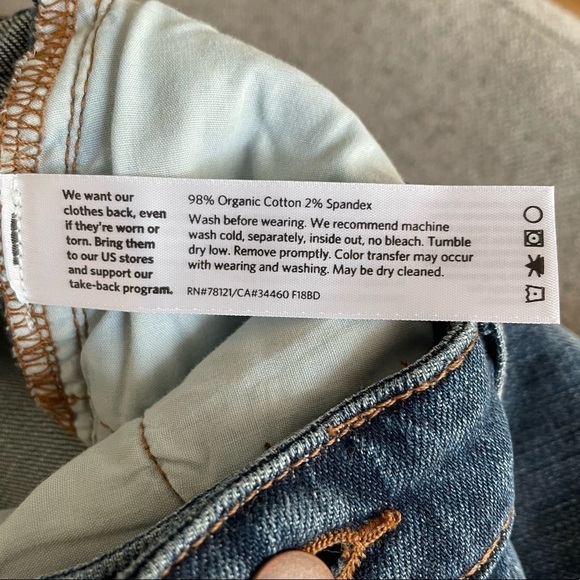 We want our
clothes back, even
if they're worn or
torn. Bring them
to our US stores
and support our
take-back program.
98% Organic Cotton 2% Spandex
Wash before wearing. We recommend machine
wash cold, separately, inside out, no bleach. Tumble
dry low. Remove promptly. Color transfer may occur
with wearing and washing. May be dry cleaned.
RN#78121/CA#34460 F18BD